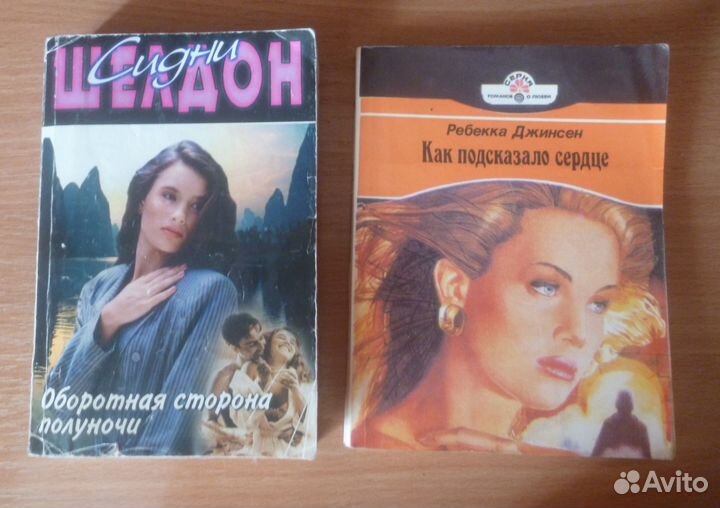 Сидни
ШЕЛДОН
Оборотная сторона
полуночи
СЕРИЯ
РОМАНОВ О ЛЮБВИ
Ребекка Джинсен
Как подсказало сердце
Avito